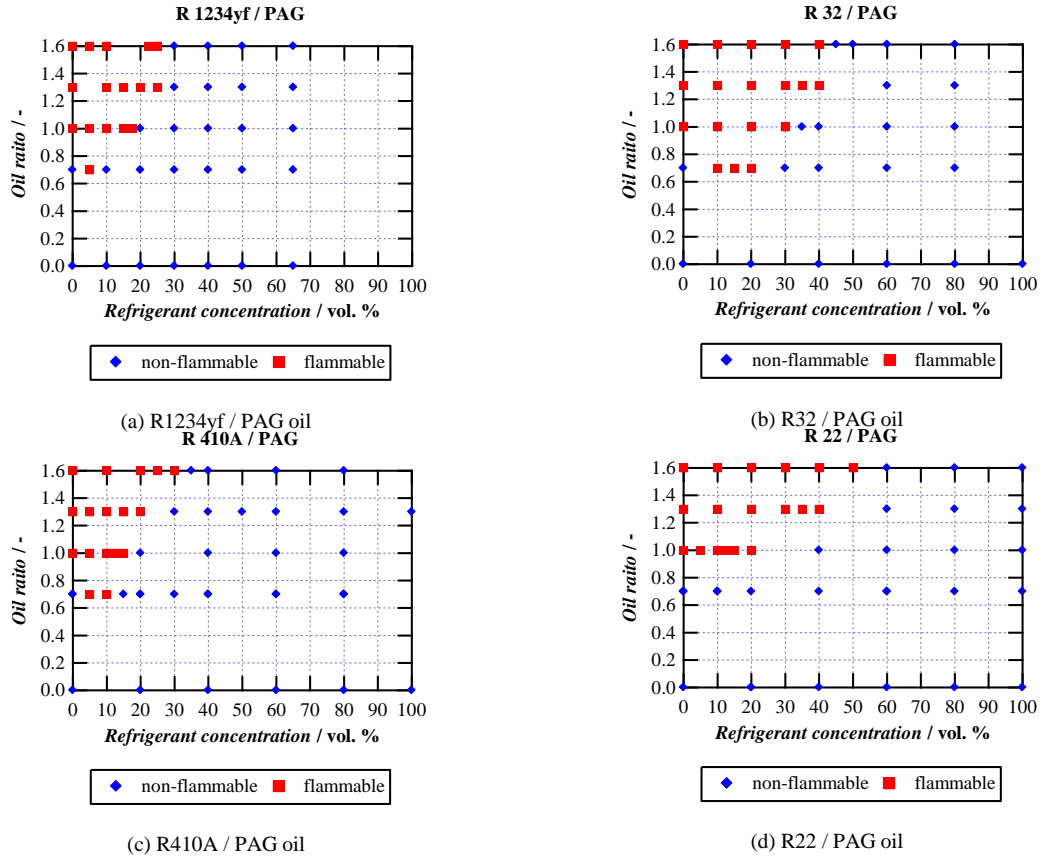 R 1234yf / PAG
1.6
1.4
1.2
1.0
0.8
0.6
0.4
0.2
0.0
Oil raito / -
0 10 20 30 40 50 60 70 80 90 100
Refrigerant concentration / vol. %
non-flammable flammable
(a) R1234yf / PAG oil
R 32 / PAG
1.6
1.4
1.2
1.0
0.8
0.6
0.4
0.2
0.0
Oil raito / -
0 10 20 30 40 50 60 70 80 90 100
Refrigerant concentration / vol. %
non-flammable flammable
(b) R32 / PAG oil
R 410A / PAG
1.6
1.4
1.2
1.0
0.8
0.6
0.4
0.2
0.0
Oil raito / -
0 10 20 30 40 50 60 70 80 90 100
Refrigerant concentration / vol. %
non-flammable flammable
(c) R410A / PAG oil
R 22 / PAG
1.6
1.4
1.2
1.0
0.8
0.6
0.4
0.2
0.0
Oil raito / -
0 10 20 30 40 50 60 70 80 90 100
Refrigerant concentration / vol. %
non-flammable flammable
(d) R22 / PAG oil